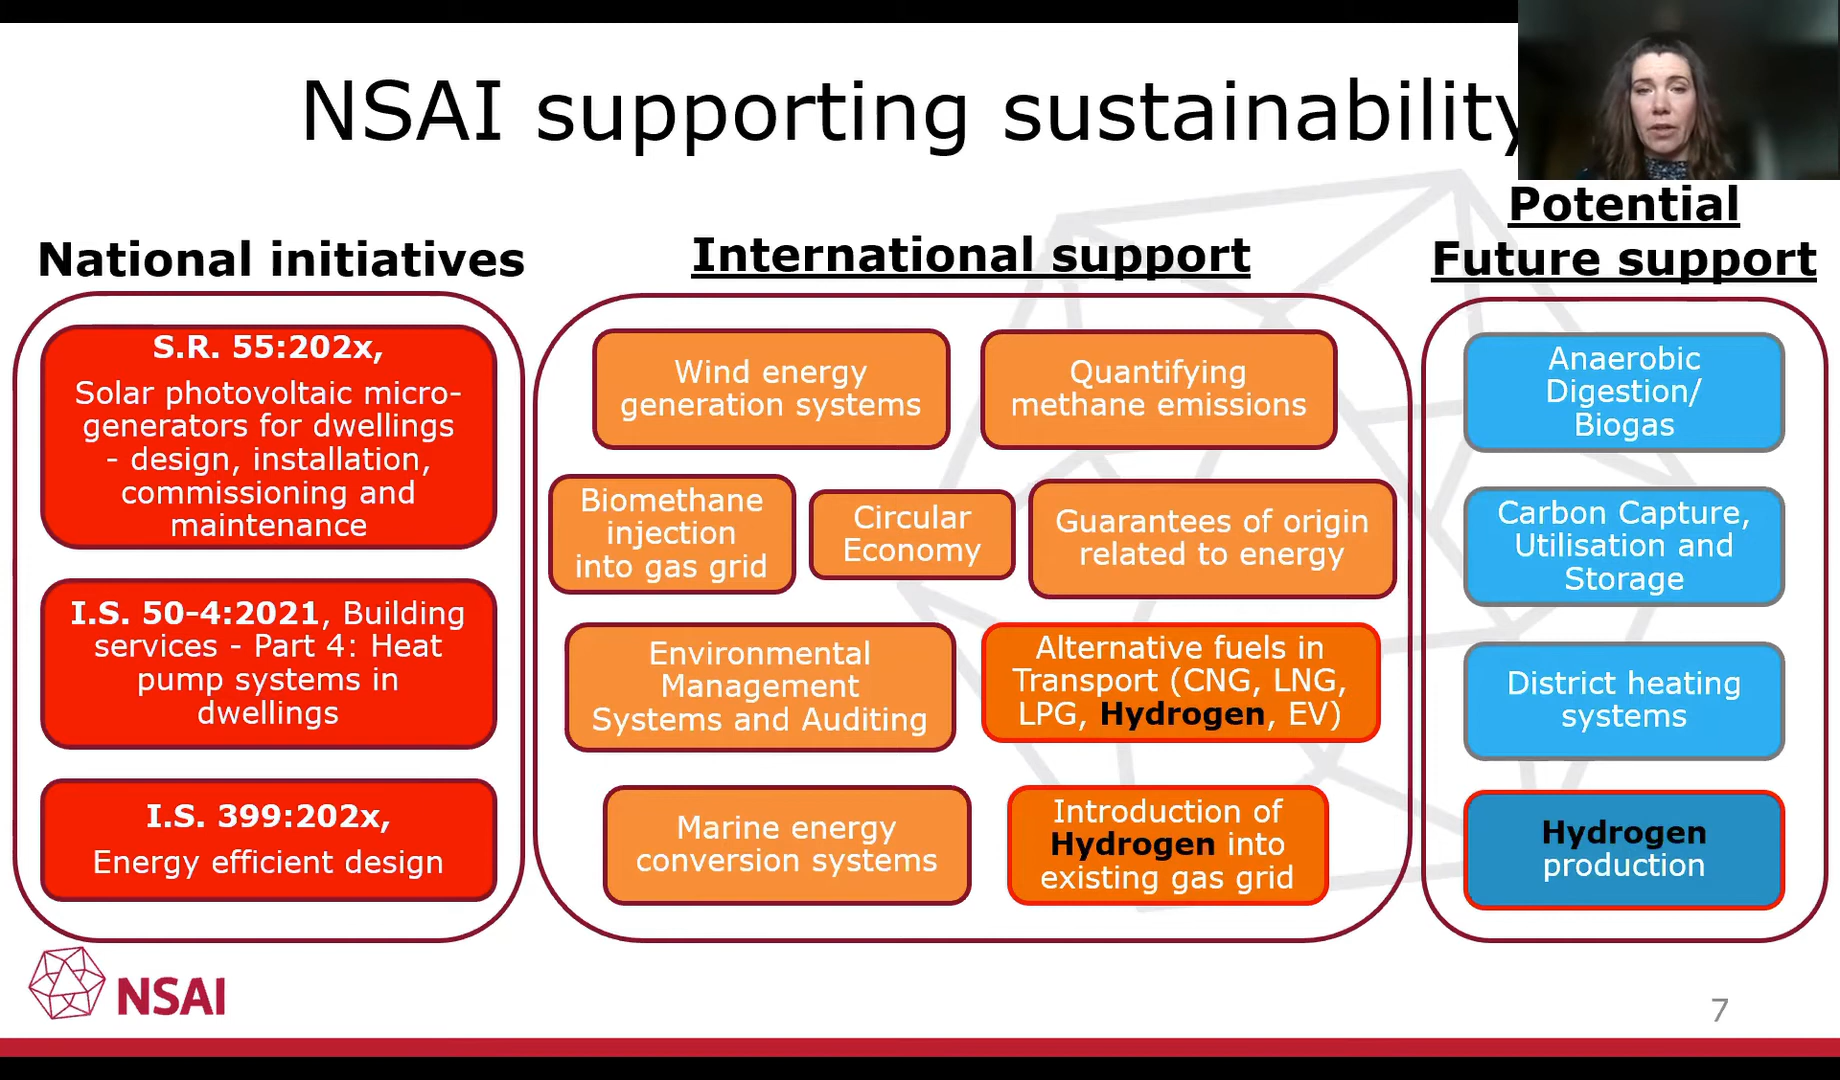 NSAI supporting sustainability
National initiatives
S.R. 55:202x,
Solar photovoltaic micro-
generators for dwellings
- design, installation,
commissioning and
maintenance
I.S. 50-4:2021, Building
services - Part 4: Heat
pump systems in
dwellings
I.S. 399:202x,
Energy efficient design
International support
Wind energy
generation systems
Quantifying
methane emissions
Biomethane
injection
into gas grid
Circular
Economy
Guarantees of origin
related to energy
Environmental
Management
Systems and Auditing
Alternative fuels in
Transport (CNG, LNG,
LPG, Hydrogen, EV)
Marine energy
conversion systems
Introduction of
Hydrogen into
existing gas grid
Potential
Future support
Anaerobic
Digestion/
Biogas
Carbon Capture,
Utilisation and
Storage
District heating
systems
Hydrogen
production
NSAI
7